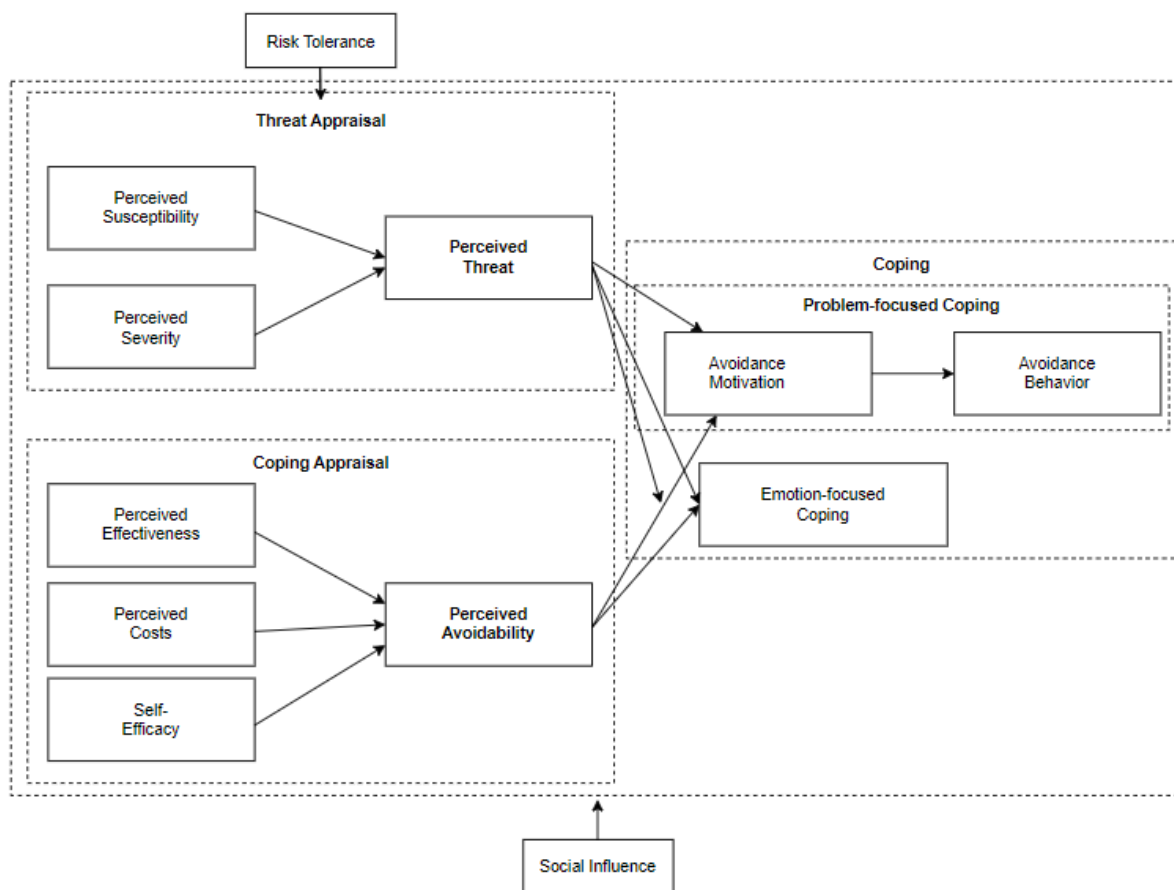 Risk Tolerance
Threat Appraisal
Perceived
Susceptibility
Perceived
Severity
Perceived
Threat
Coping
Problem-focused Coping
Avoidance
Motivation
Avoidance
Behavior
Emotion-focused
Coping
Coping Appraisal
Perceived
Effectiveness
Perceived
Costs
Self-
Efficacy
Perceived
Avoidability
Social Influence